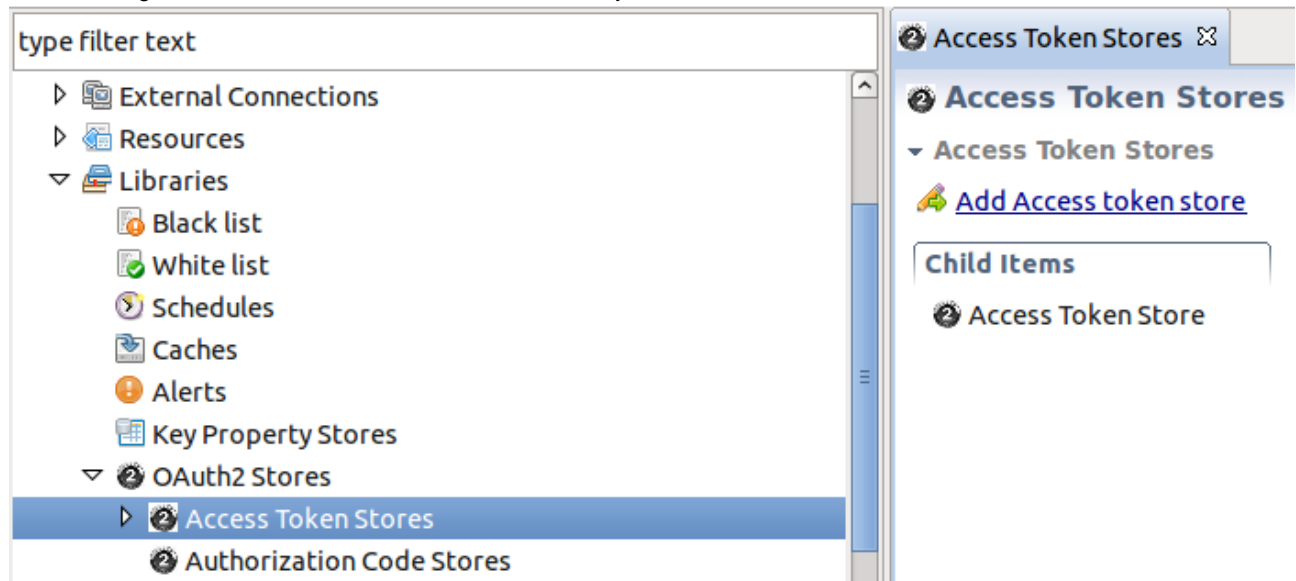 type filter text
External Connections
Resources
Libraries
Black list
White list
Schedules
Caches
Alerts
Key Property Stores
OAuth2 Stores
Access Token Stores
Authorization Code Stores
Access Token Stores
Access Token Stores
Access Token Stores
Add Access token store
Child Items
Access Token Store